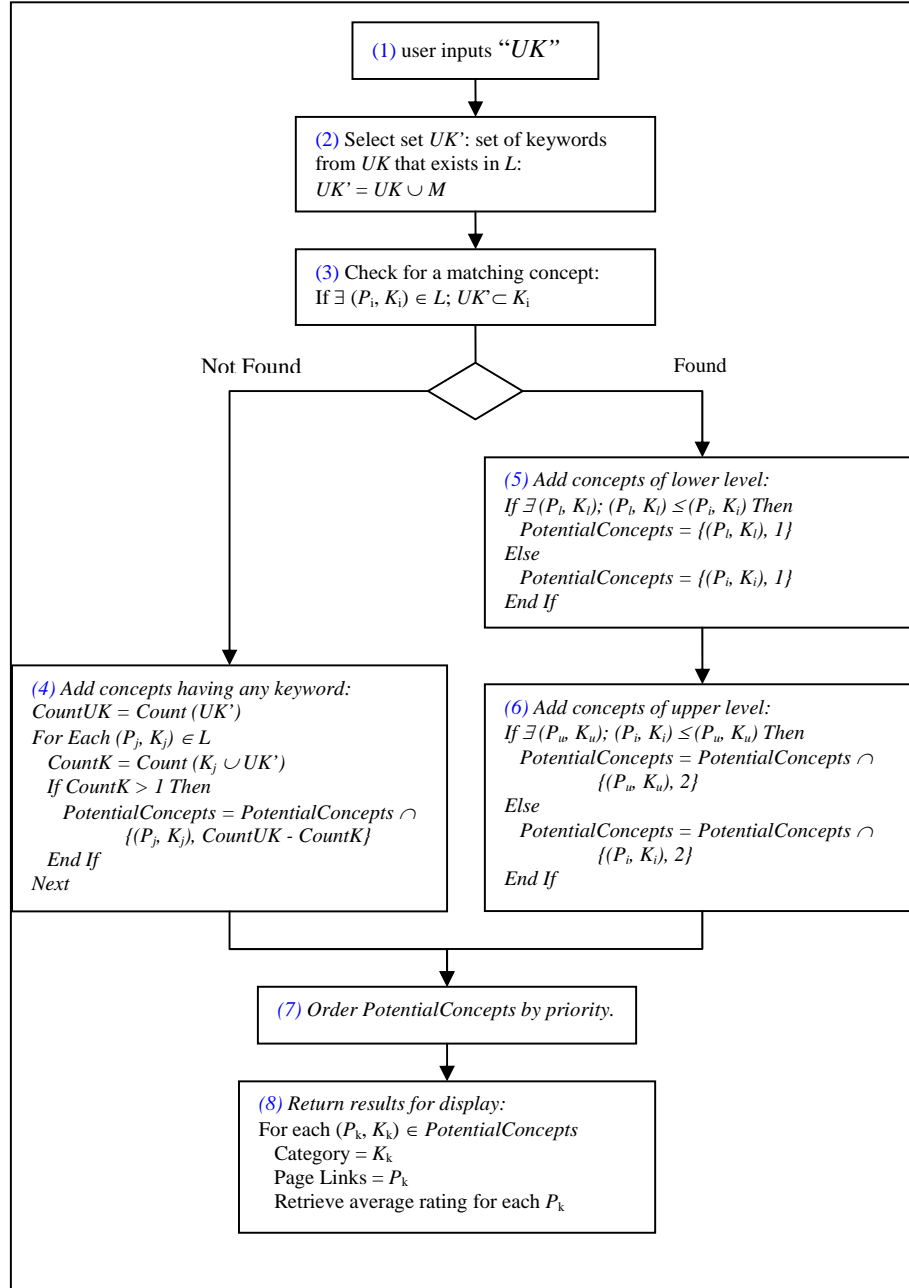 (1) user inputs “UK”
(2) Select set UK’: set of keywords
from UK that exists in L:
UK’ = UK ∪ M
(3) Check for a matching concept:
If ∃ (Pi, Ki) ∈ L; UK’⊂ Ki
Not Found
Found
(5) Add concepts of lower level:
If ∃ (Pl, Kl); (Pl, Kl) ≤ (Pi, Ki) Then
PotentialConcepts = {(Pl, Kl), 1}
Else
PotentialConcepts = {(Pi, Ki), 1}
End If
(4) Add concepts having any keyword:
CountUK = Count (UK’)
For Each (Pj, Kj) ∈ L
CountK = Count (Kj ∪ UK’)
If CountK > 1 Then
PotentialConcepts = PotentialConcepts ∩
{(Pj, Kj), CountUK - CountK}
End If
Next
(6) Add concepts of upper level:
If ∃ (Pu, Ku); (Pi, Ki) ≤ (Pu, Ku) Then
PotentialConcepts = PotentialConcepts ∩
{(Pu, Ku), 2}
Else
PotentialConcepts = PotentialConcepts ∩
{(Pi, Ki), 2}
End If
(7) Order PotentialConcepts by priority.
(8) Return results for display:
For each (Pk, Kk) ∈ PotentialConcepts
Category = Kk
Page Links = Pk
Retrieve average rating for each Pk